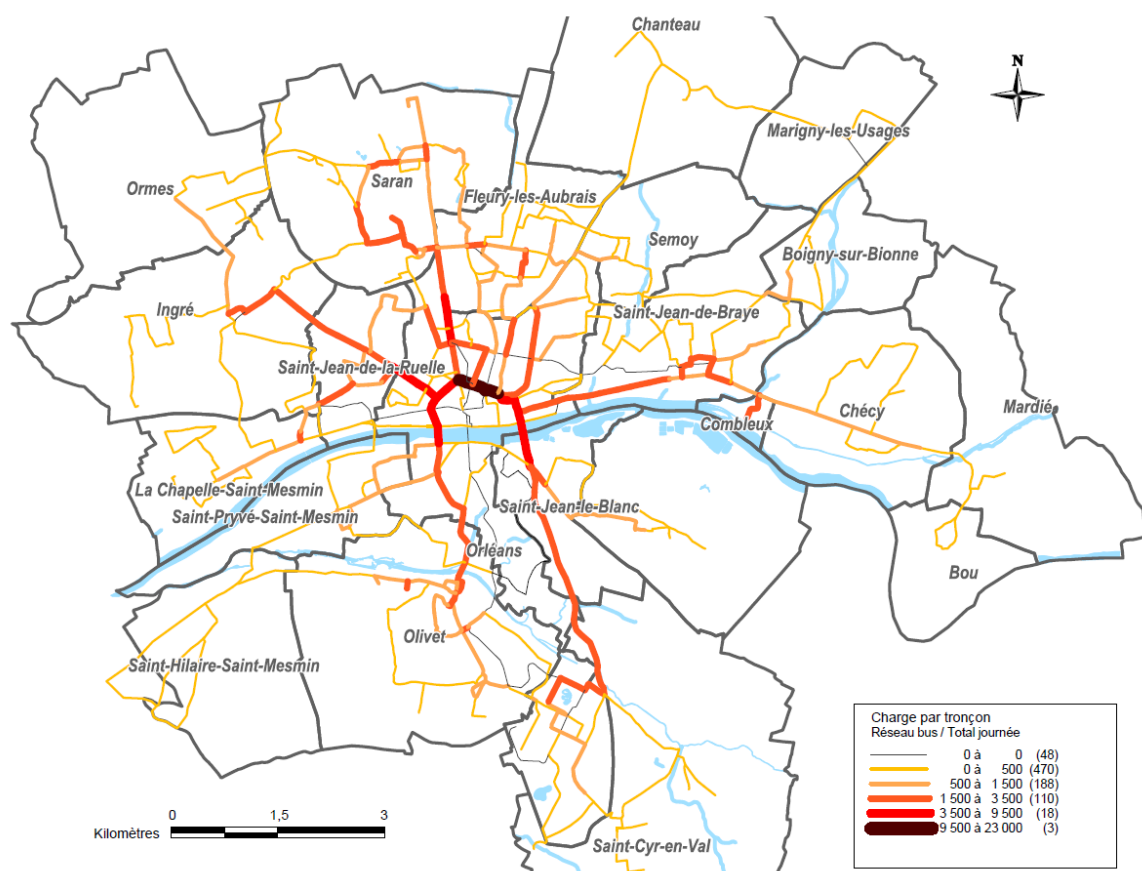 Chanteau
N
Marigny-les-Usages
Ormes
Saran
Fleury-les-Aubrais
Semoy
Boigny-sur-Bionne
Ingré
Saint-Jean-de-Braye
Saint-Jean-de-la-Ruelle
Chécy
Mardié
Combleux
La Chapelle-Saint-Mesmin
Saint-Pryvé-Saint-Mesmin
Saint-Jean-le-Blanc
Orléans
Bou
Olivet
Saint-Hilaire-Saint-Mesmin
Saint-Cyr-en-Val
Charge par tronçon
Réseau bus / Total journée
0 à 0 (48)
0 à 500 (470)
500 à 1 500 (188)
1 500 à 3 500 (110)
3 500 à 9 500 (18)
9 500 à 23 000 (3)
0 1,5 3
Kilomètres